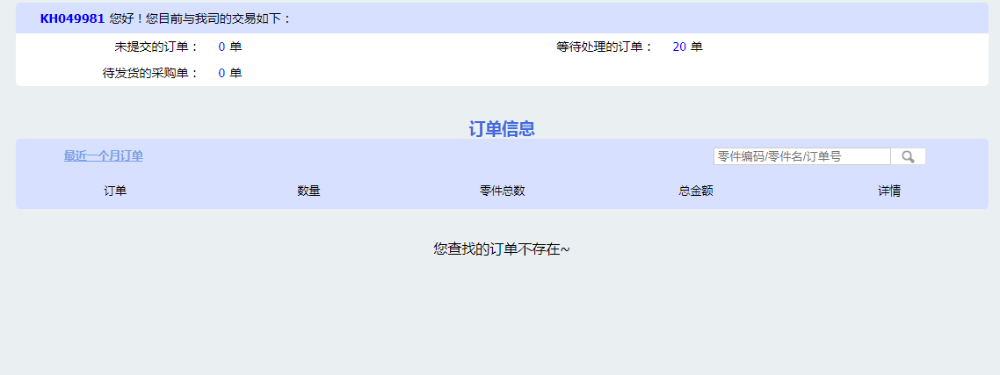 KH049981 您好！您目前与我司的交易如下：
未提交的订单： 0 单 等待处理的订单： 20 单
待发货的采购单： 0 单
订单信息
最近一个月订单 零件编码/零件名/订单号
订单 数量 零件总数 总金额 详情
您查找的订单不存在~